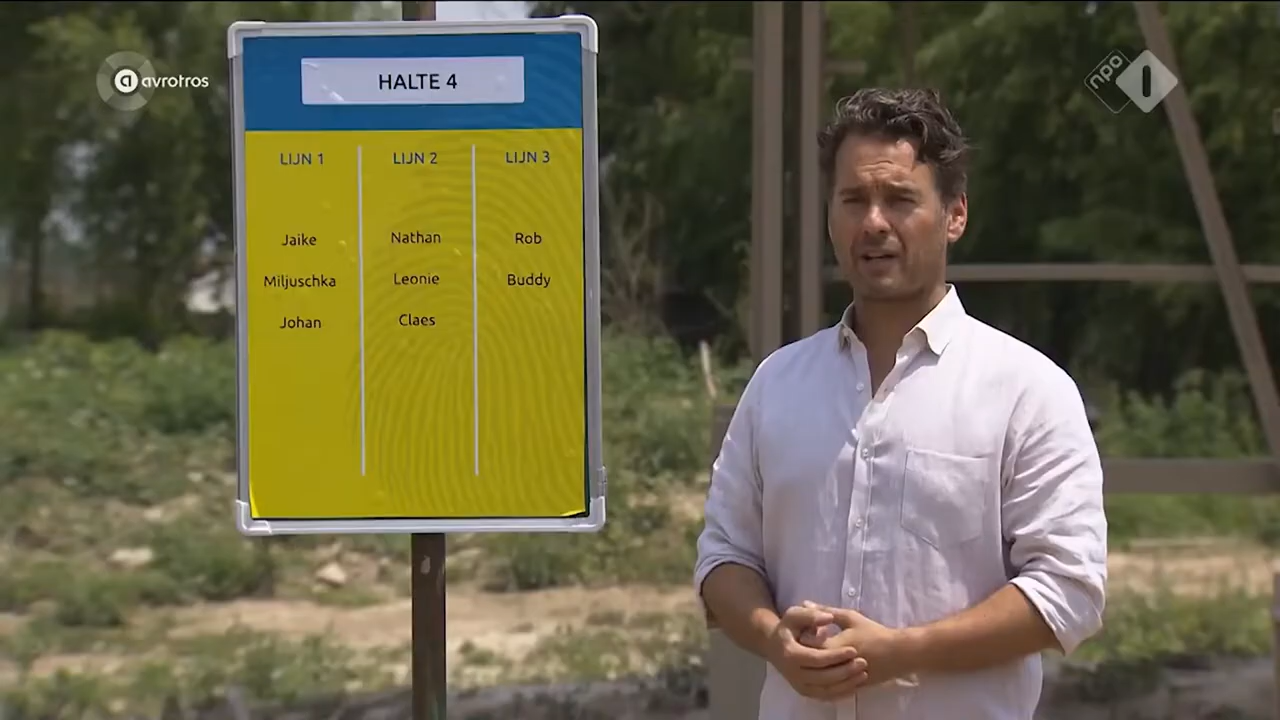 avrotros
npo 1
HALTE 4
LIJN 1
LIJN 2
LIJN 3
Jaike
Nathan
Rob
Miljuschka
Leonie
Buddy
Johan
Claes